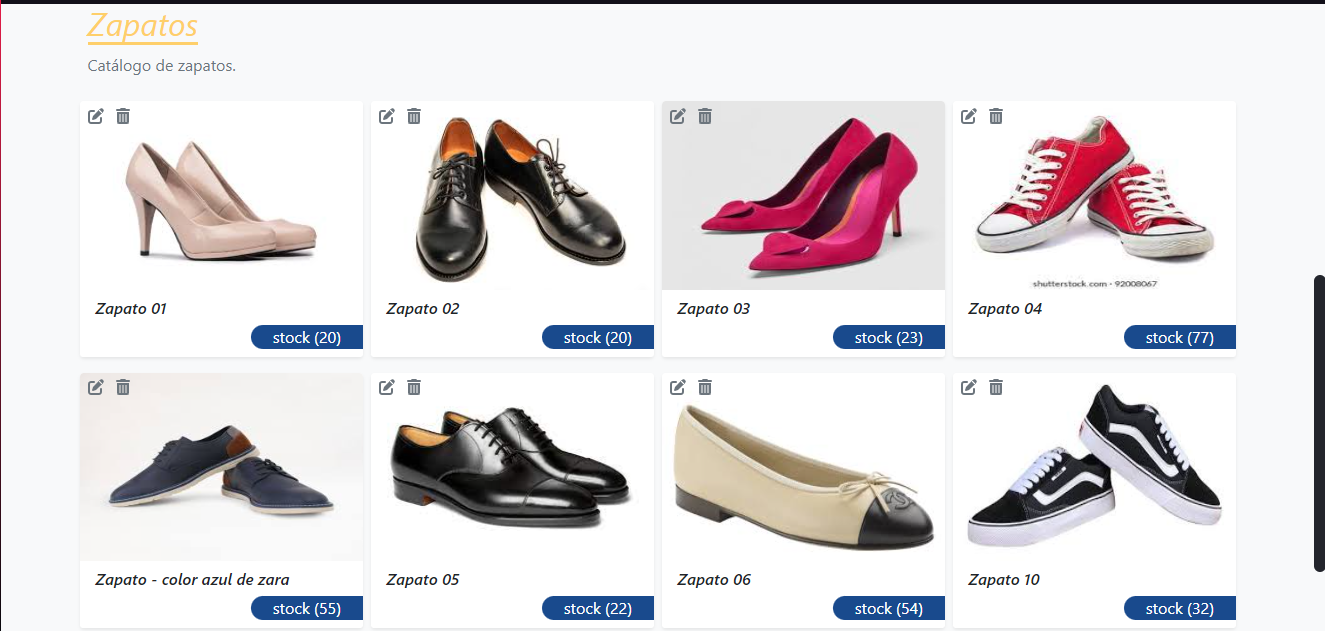 Zapatos
Catálogo de zapatos.
Zapato 01
stock (20)
Zapato 02
stock (20)
Zapato 03
stock (23)
shutterstock.com · 92008067
Zapato 04
stock (77)
Zapato - color azul de zara
stock (55)
Zapato 05
stock (22)
Zapato 06
stock (54)
Zapato 10
stock (32)